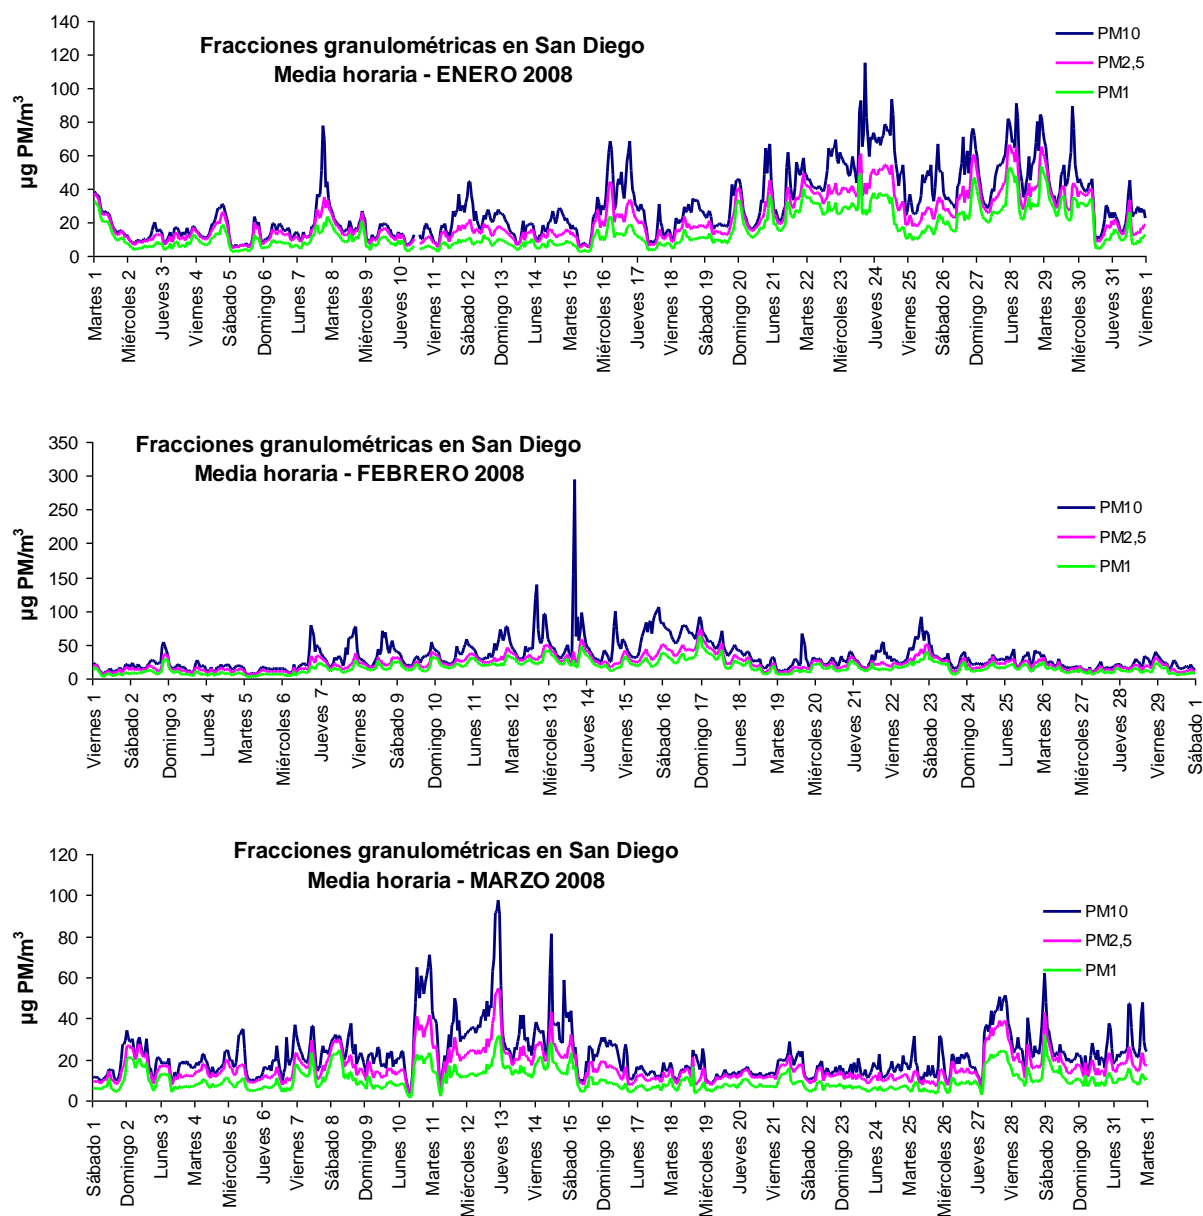 Fracciones granulométricas en San Diego
Media horaria - ENERO 2008
PM10
PM2,5
PM1
µg PM/m³
140
120
100
80
60
40
20
0
Martes 1
Miércoles 2
Jueves 3
Viernes 4
Sábado 5
Domingo 6
Lunes 7
Martes 8
Miércoles 9
Jueves 10
Viernes 11
Sábado 12
Domingo 13
Lunes 14
Martes 15
Miércoles 16
Jueves 17
Viernes 18
Sábado 19
Domingo 20
Lunes 21
Martes 22
Miércoles 23
Jueves 24
Viernes 25
Sábado 26
Domingo 27
Lunes 28
Martes 29
Miércoles 30
Jueves 31
Viernes 1
Fracciones granulométricas en San Diego
Media horaria - FEBRERO 2008
PM10
PM2,5
PM1
µg PM/m³
350
300
250
200
150
100
50
0
Viernes 1
Sábado 2
Domingo 3
Lunes 4
Martes 5
Miércoles 6
Jueves 7
Viernes 8
Sábado 9
Domingo 10
Lunes 11
Martes 12
Miércoles 13
Jueves 14
Viernes 15
Sábado 16
Domingo 17
Lunes 18
Martes 19
Miércoles 20
Jueves 21
Viernes 22
Sábado 23
Domingo 24
Lunes 25
Martes 26
Miércoles 27
Jueves 28
Viernes 29
Sábado 1
Fracciones granulométricas en San Diego
Media horaria - MARZO 2008
PM10
PM2,5
PM1
µg PM/m³
120
100
80
60
40
20
0
Sábado 1
Domingo 2
Lunes 3
Martes 4
Miércoles 5
Jueves 6
Viernes 7
Sábado 8
Domingo 9
Lunes 10
Martes 11
Miércoles 12
Jueves 13
Viernes 14
Sábado 15
Domingo 16
Lunes 17
Martes 18
Miércoles 19
Jueves 20
Viernes 21
Sábado 22
Domingo 23
Lunes 24
Martes 25
Miércoles 26
Jueves 27
Viernes 28
Sábado 29
Domingo 30
Lunes 31
Martes 1